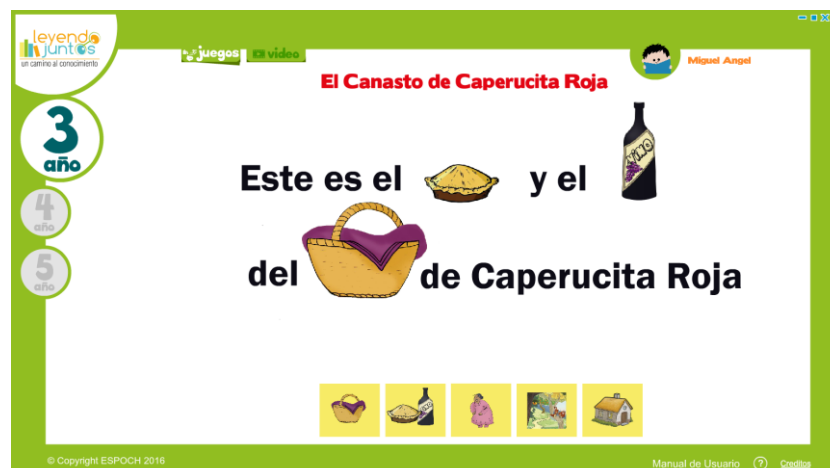 leyendo
juntos
un camino al conocimiento
juegos video
Miguel Angel
El Canasto de Caperucita Roja
3
año
4
año
5
año
Este es el y el
VINO
del de Caperucita Roja
© Copyright ESPOCH 2016
Manual de Usuario ? Creditos